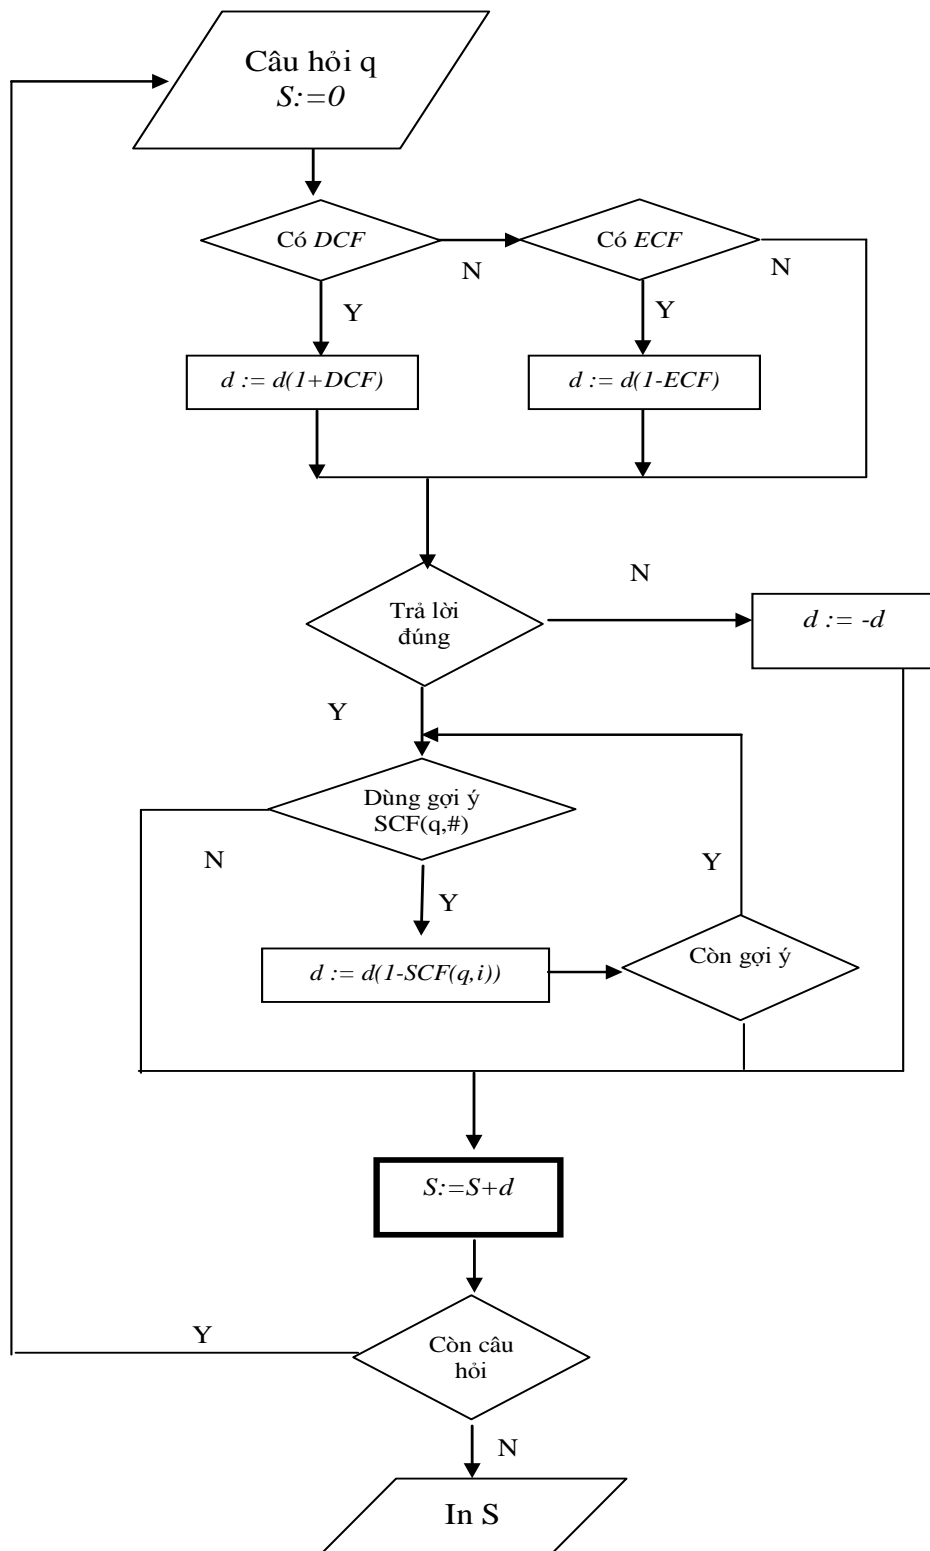 Câu hỏi q
S:=0
Có DCF
Có ECF
N
N
Y
Y
d := d(1+DCF)
d := d(1-ECF)
N
Trả lời
đúng
d := -d
Y
Dùng gợi ý
SCF(q,#)
N
Y
Y
Còn gợi ý
d := d(1-SCF(q,i))
S:=S+d
Y
Còn câu
hỏi
N
In S